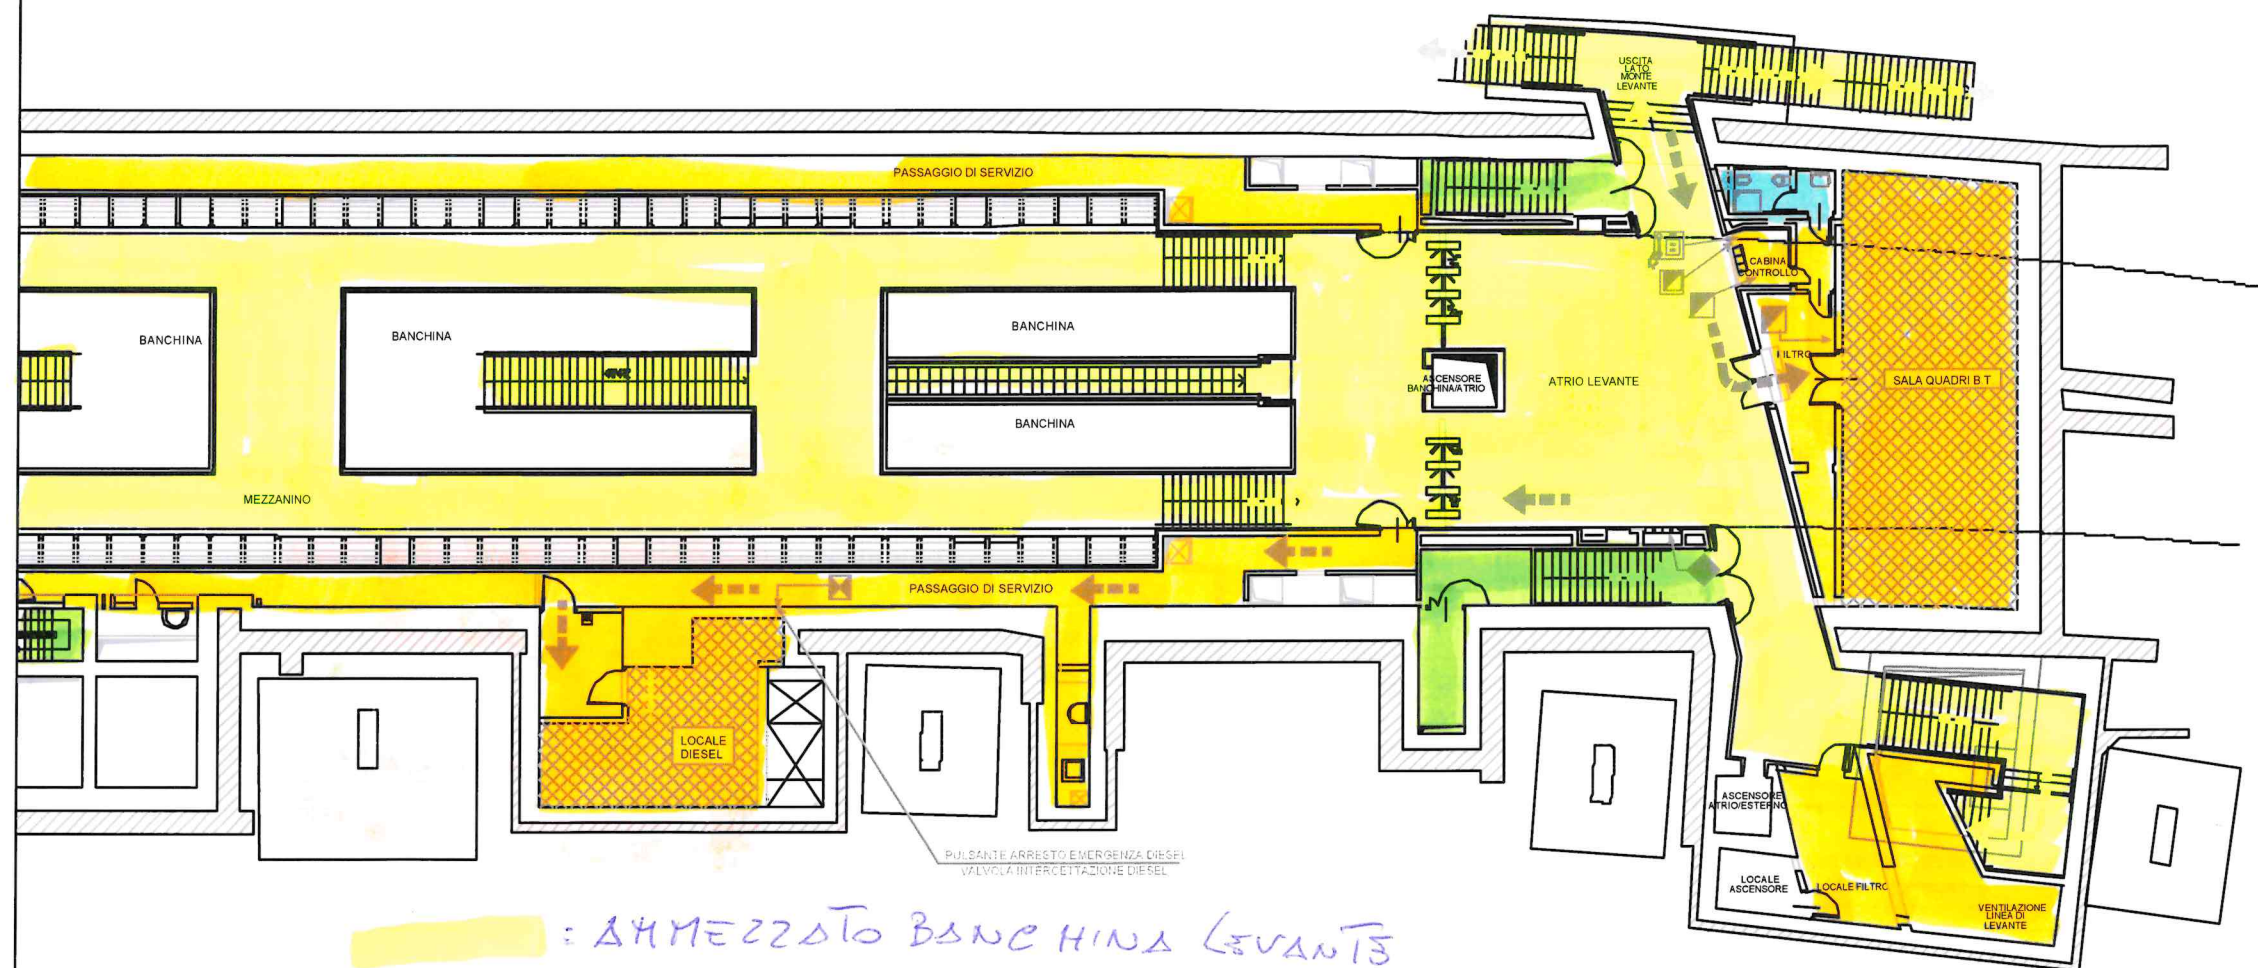 USCITA
LATO
MONTE
LEVANTE
PASSAGGIO DI SERVIZIO
B
CABINA
CONTROLLO
BANCHINA
BANCHINA
BANCHINA
FILTRO
ASCENSORE
BANCHINA/ATRIO
ATRIO LEVANTE
SALA QUADRI B T
BANCHINA
MEZZANINO
PASSAGGIO DI SERVIZIO
LOCALE
DIESEL
ASCENSORE
ATRIO/ESTERNO
PULSANTE ARRESTO EMERGENZA DIESEL
VALVOLA INTERCETTAZIONE DIESEL
LOCALE
ASCENSORE
LOCALE FILTRO
VENTILAZIONE
LINEA DI
LEVANTE
: AMMEZZATO BANCHINA LEVANTE